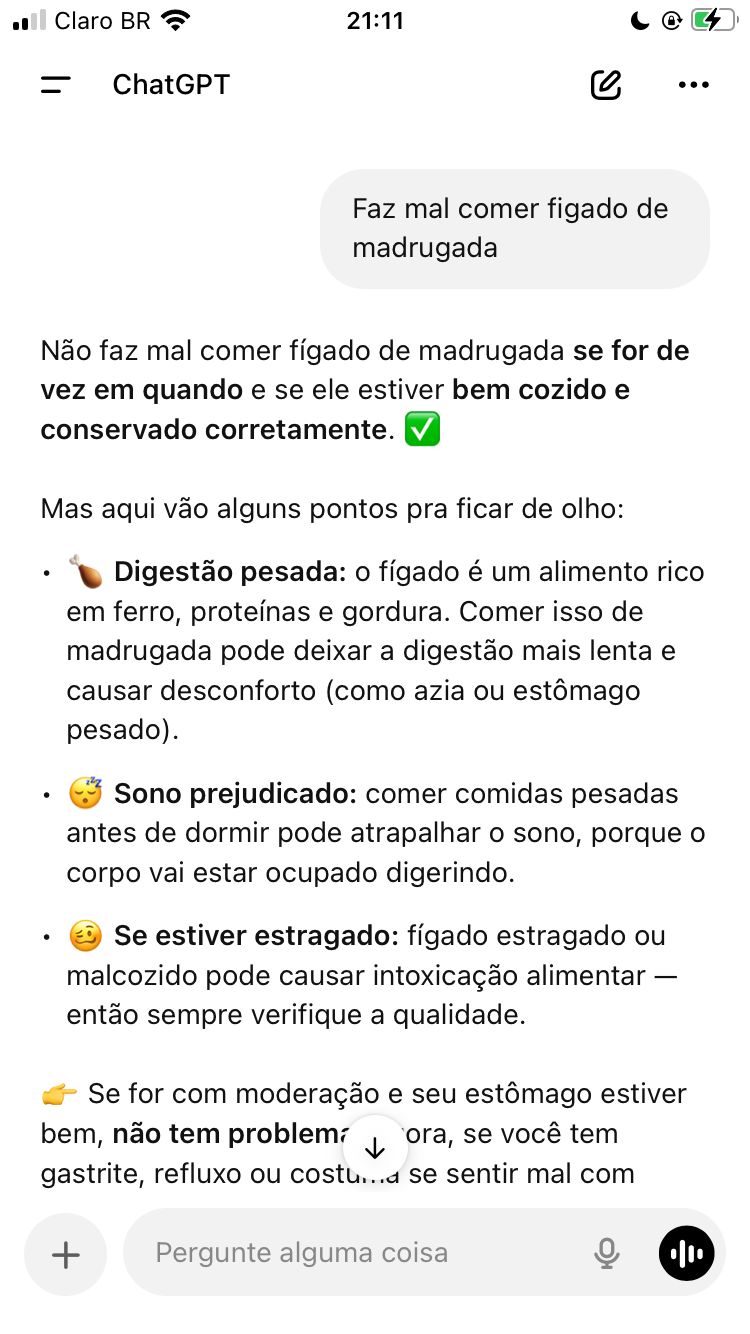 Claro BR
21:11
ChatGPT
Faz mal comer figado de
madrugada
Não faz mal comer fígado de madrugada se for de
vez em quando e se ele estiver bem cozido e
conservado corretamente. ✅
Mas aqui vão alguns pontos pra ficar de olho:
• 🍗 Digestão pesada: o fígado é um alimento rico
em ferro, proteínas e gordura. Comer isso de
madrugada pode deixar a digestão mais lenta e
causar desconforto (como azia ou estômago
pesado).
• 😴 Sono prejudicado: comer comidas pesadas
antes de dormir pode atrapalhar o sono, porque o
corpo vai estar ocupado digerindo.
• 🥴 Se estiver estragado: fígado estragado ou
malcozido pode causar intoxicação alimentar —
então sempre verifique a qualidade.
👉 Se for com moderação e seu estômago estiver
bem, não tem problema ora, se você tem
gastrite, refluxo ou costuma se sentir mal com
Pergunte alguma coisa